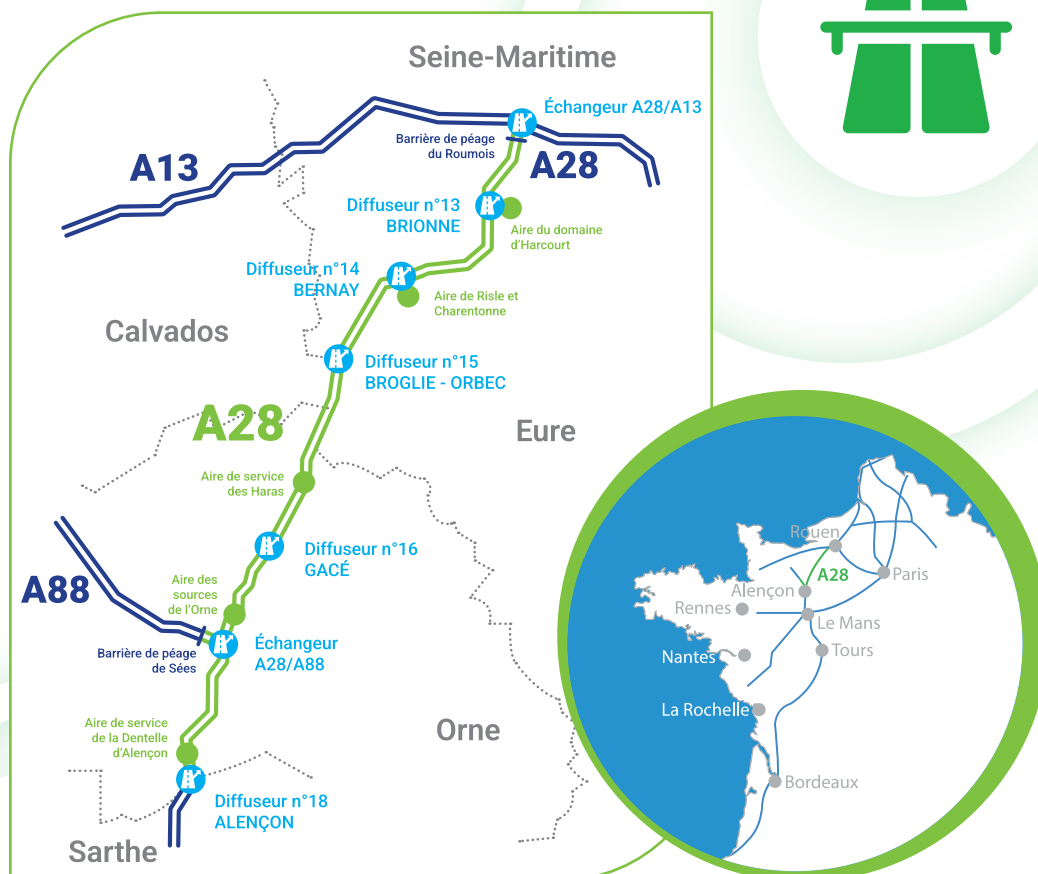 Seine-Maritime
Échangeur A28/A13
Barrière de péage
du Roumois
A13
A28
Diffuseur n°13
BRIONNE
Aire du domaine
d'Harcourt
Diffuseur n°14
BERNAY
Aire de Risle et
Charentonne
Calvados
Diffuseur n°15
BROGLIE - ORBEC
A28
Eure
Aire de service
des Haras
Diffuseur n°16
GACÉ
A88
Aire des
sources
de l'Orne
Échangeur
A28/A88
Barrière de péage
de Sées
Aire de service
de la Dentelle
d'Alençon
Orne
Diffuseur n°18
ALENÇON
Sarthe
Rouen
A28
Paris
Alençon
Rennes
Le Mans
Nantes
Tours
La Rochelle
Bordeaux